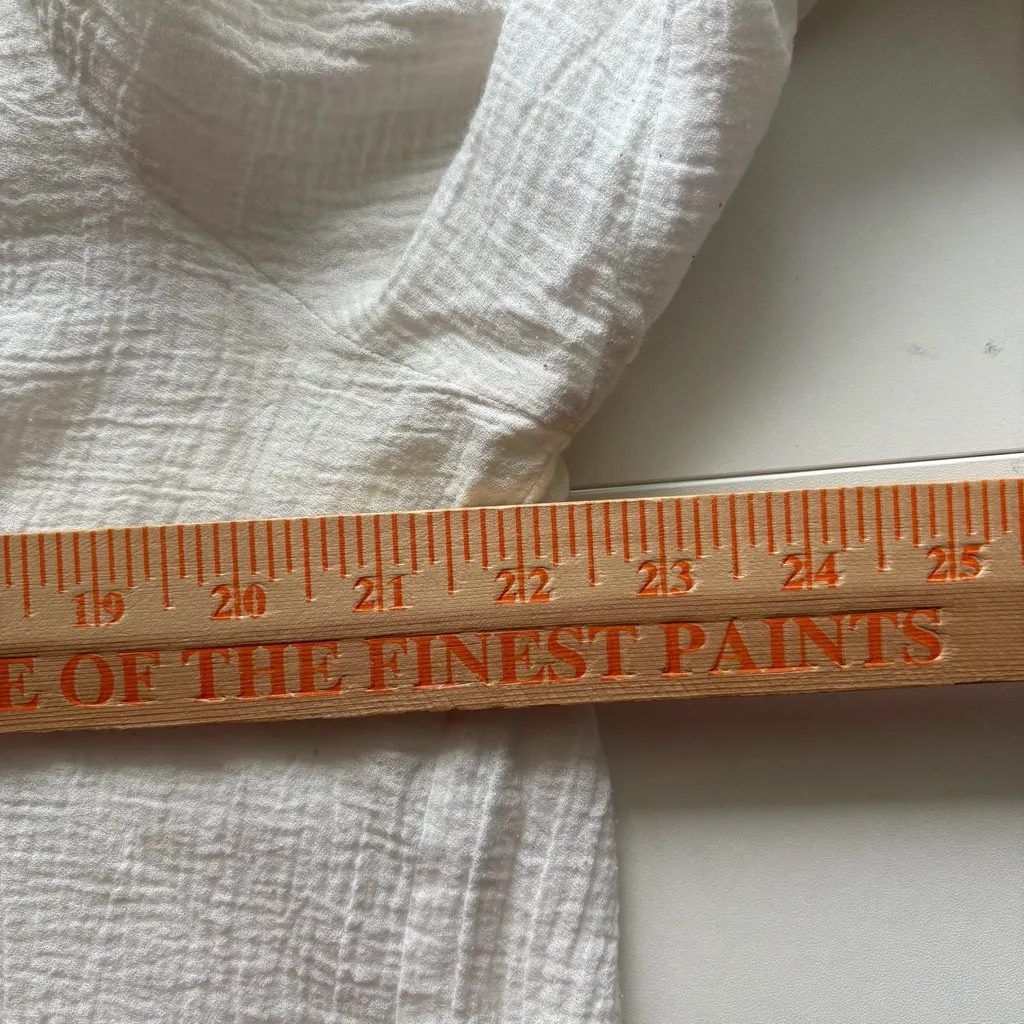 19 20 21 22 23 24 25
E OF THE FINEST PAINTS